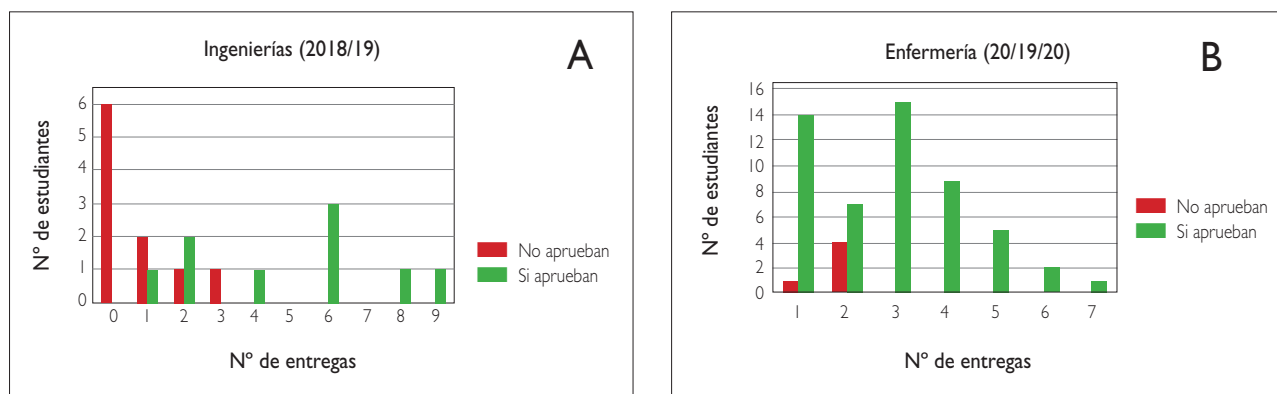 Ingenierías (2018/19)
A
Nº de estudiantes
6
5
4
3
2
1
0
0 1 2 3 4 5 6 7 8 9
Nº de entregas
No aprueban
Si aprueban
Enfermería (20/19/20)
B
Nº de estudiantes
16
14
12
10
8
6
4
2
0
1 2 3 4 5 6 7
Nº de entregas
No aprueban
Si aprueban